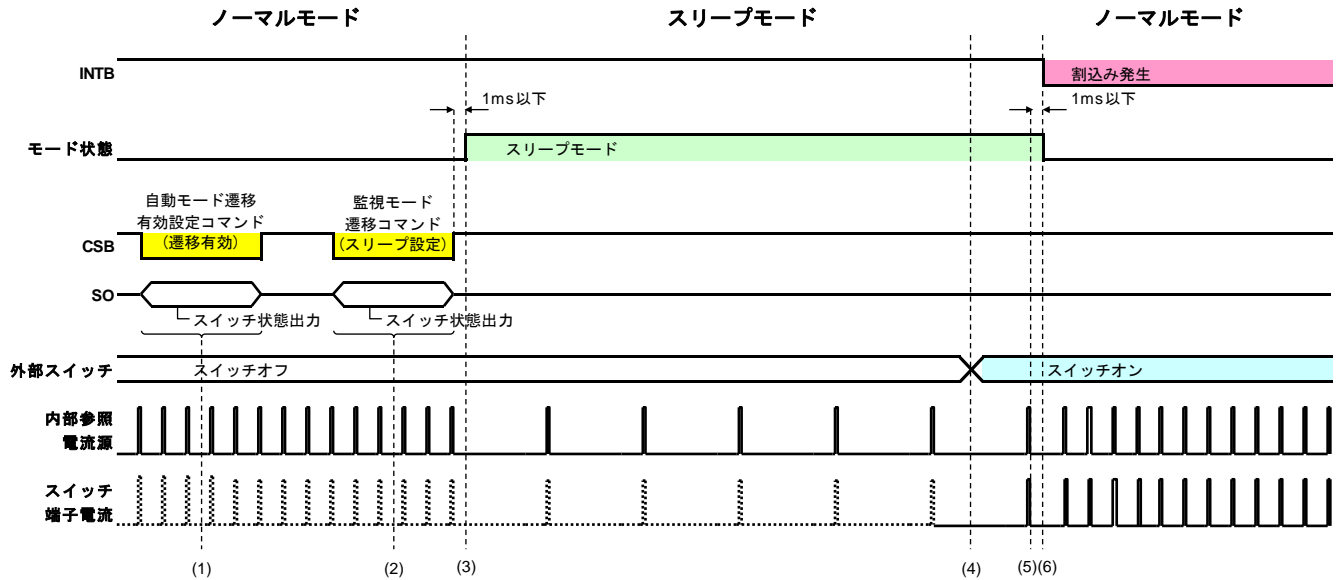 ノーマルモード スリープモード ノーマルモード
INTB
割込み発生
1ms以下 1ms以下
モード状態
スリープモード
自動モード遷移
有効設定コマンド
(遷移有効)
監視モード
遷移コマンド
(スリープ設定)
CSB
SO
スイッチ状態出力 スイッチ状態出力
外部スイッチ
スイッチオフ スイッチオン
内部参照
電流源
スイッチ
端子電流
(1) (2) (3) (4) (5)(6)